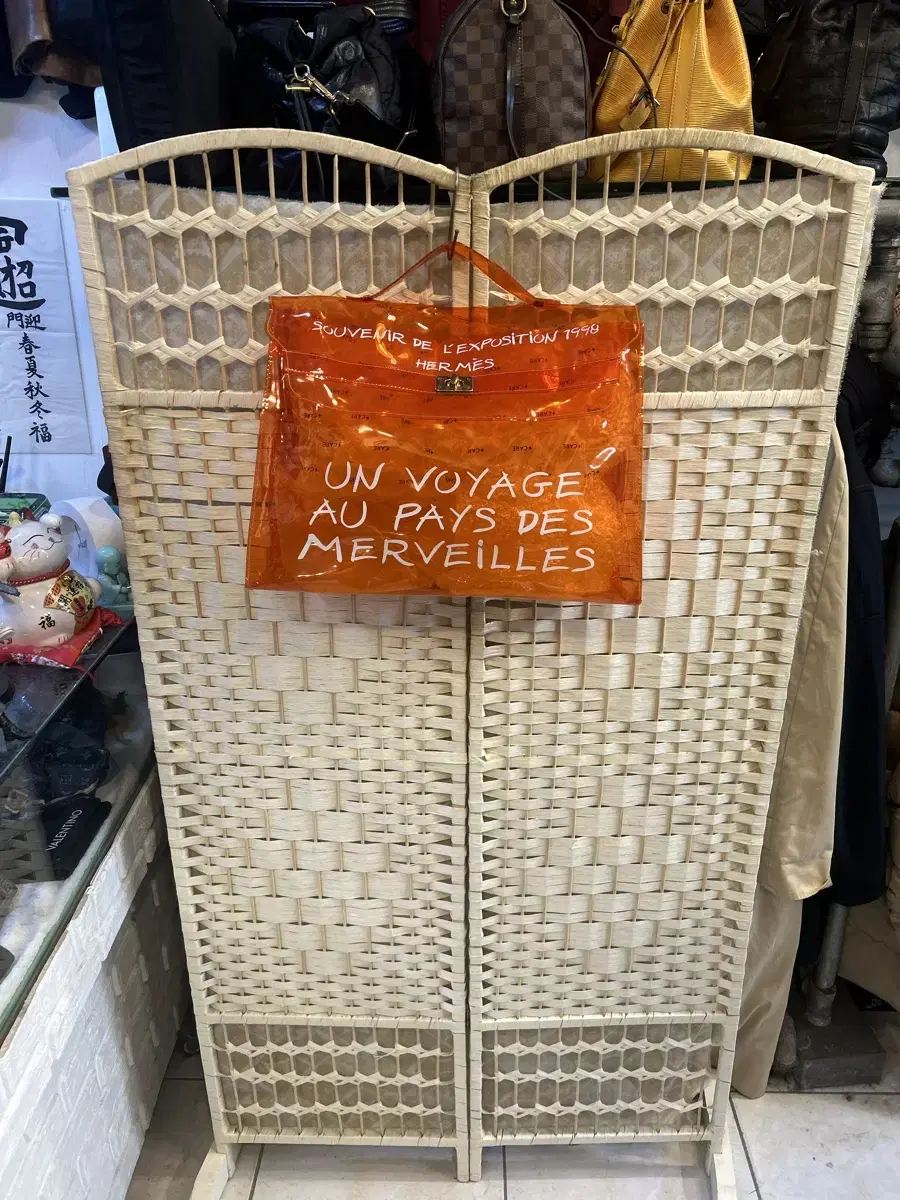 SOUVENIR DE L'EXPOSITION 1998
HERMÈS
UN VOYAGE
AU PAYS DES
MERVEILLES
迎春夏秋冬福
門
招
福
VALENTINO